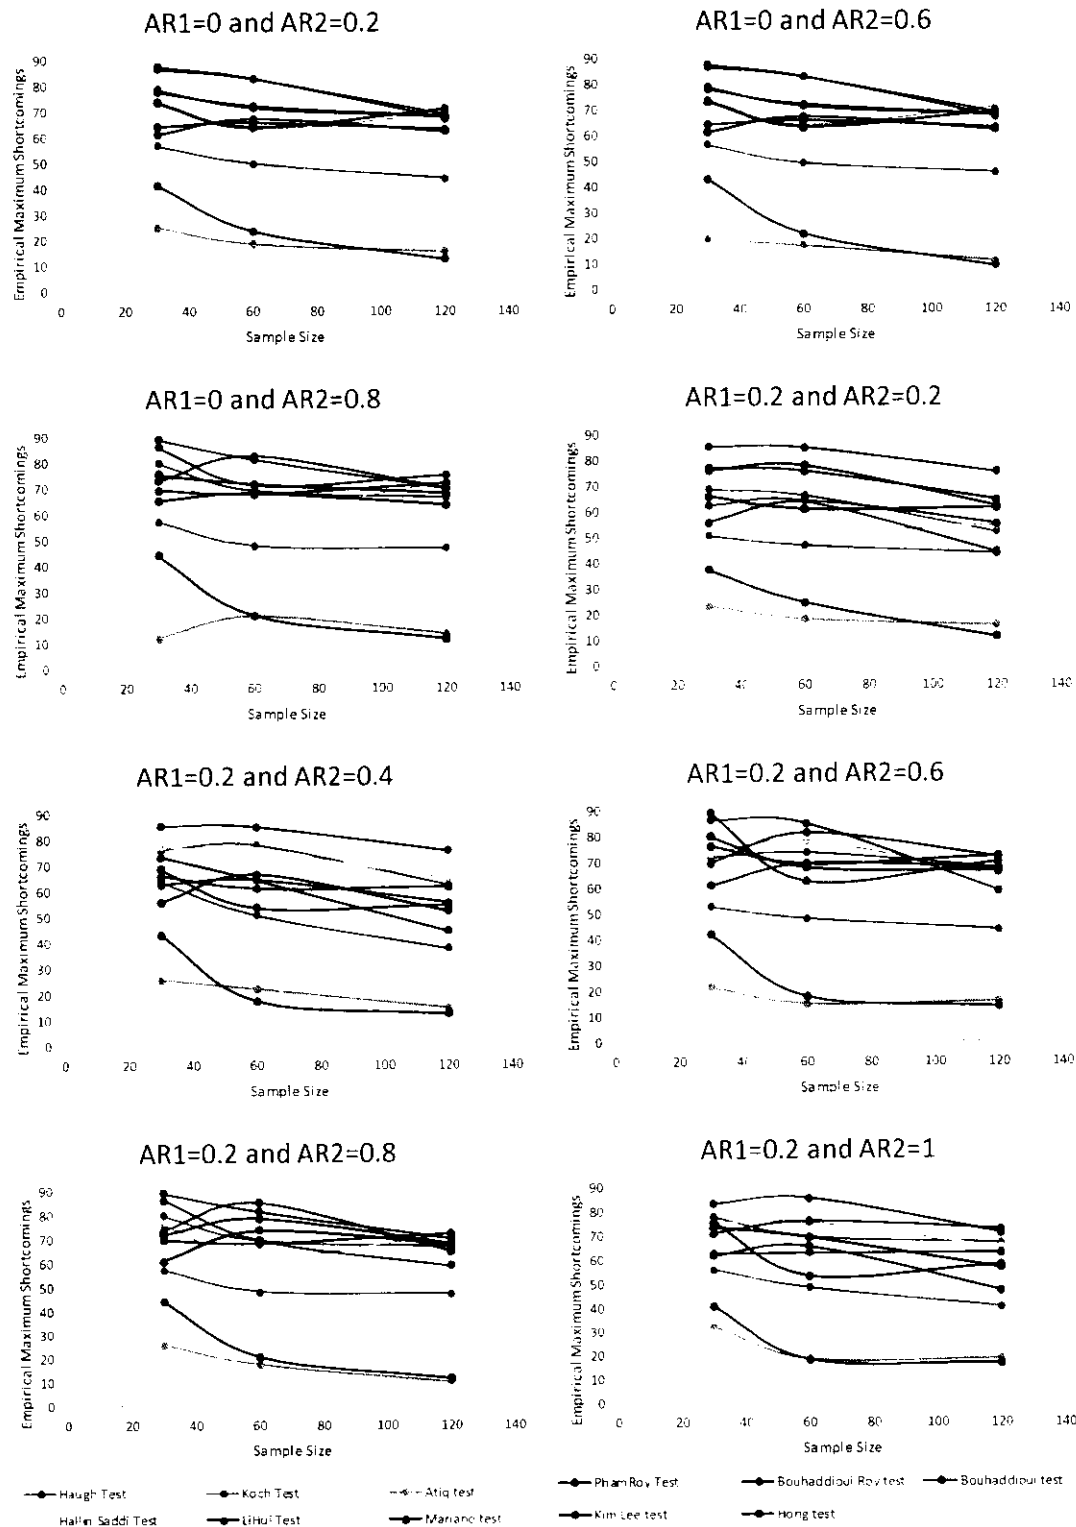 AR1=0 and AR2=0.2
Empirical Maximum Shortcomings
90
80
70
60
50
40
30
20
10
0
0 20 40 60 80 100 120 140
Sample Size
AR1=0 and AR2=0.6
Empirical Maximum Shortcomings
90
80
70
60
50
40
30
20
10
0
0 20 40 60 80 100 120 140
Sample Size
AR1=0 and AR2=0.8
Empirical Maximum Shortcomings
90
80
70
60
50
40
30
20
10
0
0 20 40 60 80 100 120 140
Sample Size
AR1=0.2 and AR2=0.2
Empirical Maximum Shortcomings
90
80
70
60
50
40
30
20
10
0
0 20 40 60 80 100 120 140
Sample Size
AR1=0.2 and AR2=0.4
Empirical Maximum Shortcomings
90
80
70
60
50
40
30
20
10
0
0 20 40 60 80 100 120 140
Sample Size
AR1=0.2 and AR2=0.6
Empirical Maximum Shortcomings
90
80
70
60
50
40
30
20
10
0
0 20 40 60 80 100 120 140
Sample Size
AR1=0.2 and AR2=0.8
Empirical Maximum Shortcomings
90
80
70
60
50
40
30
20
10
0
0 20 40 60 80 100 120 140
Sample Size
AR1=0.2 and AR2=1
Empirical Maximum Shortcomings
90
80
70
60
50
40
30
20
10
0
0 20 40 60 80 100 120 140
Sample Size
Haugh Test Koch Test Atiq test PhamRoy Test Bouhaddioui Roy test Bouhaddioui test
Hallin Saddi Test LiHui Test Mariano test Kim Lee test Hong test